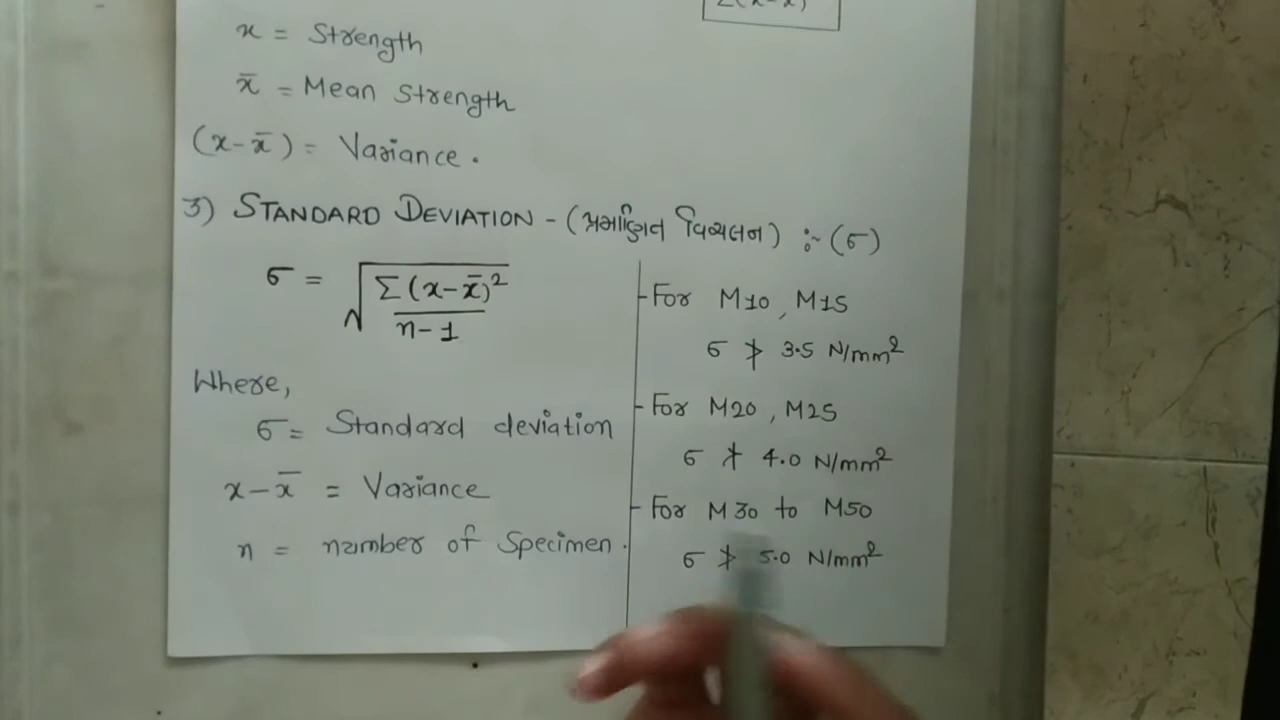 x = Strength
x̄ = Mean Strength
(x-x̄) = Variance.
3) STANDARD DEVIATION - (પ્રમાણિત વિચલન) :- (σ)
σ = √(Σ(x-x̄)²/(n-1))
Where,
σ = Standard deviation
x-x̄ = Variance
n = number of Specimen.
For M10, M15
σ ≯ 3.5 N/mm²
For M20, M25
σ ≯ 4.0 N/mm²
For M30 to M50
σ ≯ 5.0 N/mm²